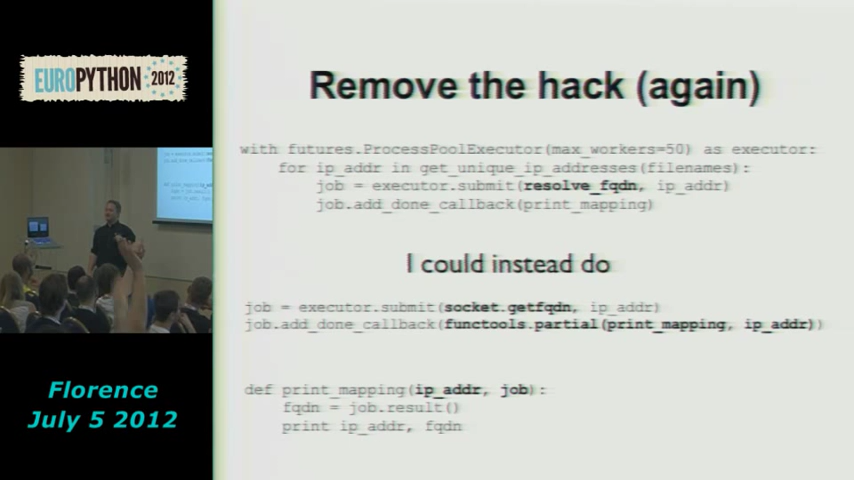 EUROPYTHON 2012
Remove the hack (again)
with futures.ProcessPoolExecutor(max_workers=50) as executor:
for ip_addr in get_unique_ip_addresses(filenames):
job = executor.submit(resolve_fqdn, ip_addr)
job.add_done_callback(print_mapping)
I could instead do
job = executor.submit(socket.getfqdn, ip_addr)
job.add_done_callback(functools.partial(print_mapping, ip_addr))
def print_mapping(ip_addr, job):
fqdn = job.result()
print ip_addr, fqdn
Florence
July 5 2012